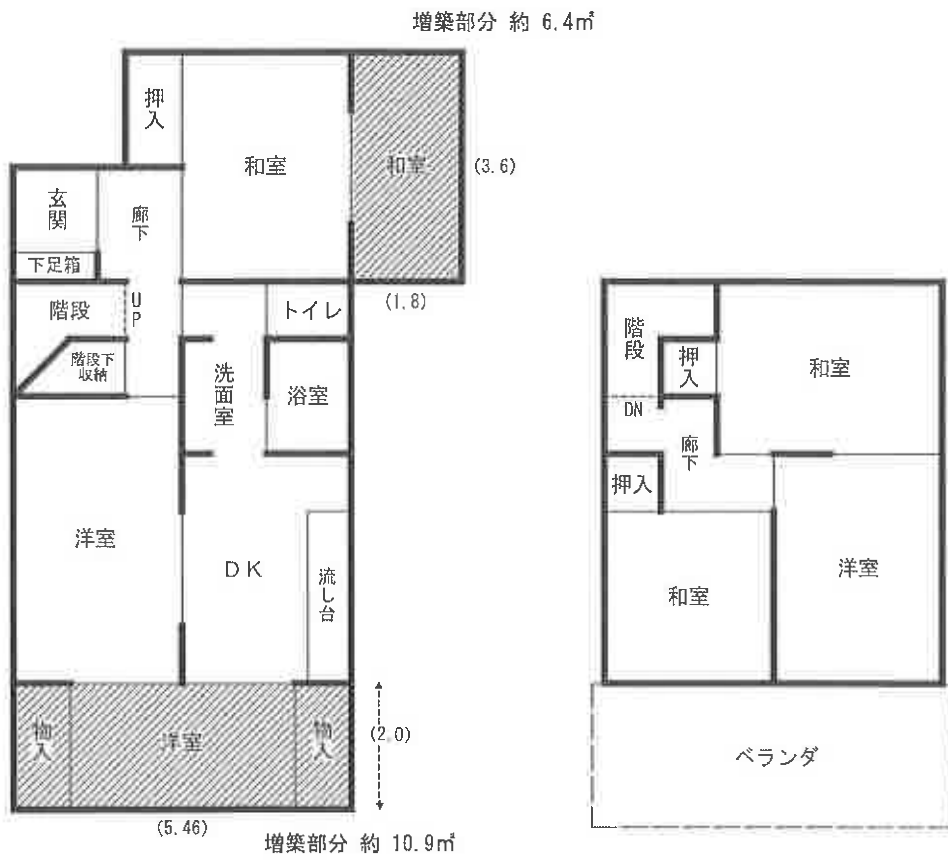 増築部分 約 6.4㎡
押入
和室
和室
(3.6)
玄関
廊下
下足箱
(1.8)
階段
UP
トイレ
階段下
収納
洗面室
浴室
洋室
DK
流し台
物入
洋室
物入
(2.0)
(5.46)
増築部分 約 10.9㎡
階段
押入
和室
DN
廊下
押入
和室
洋室
ベランダ